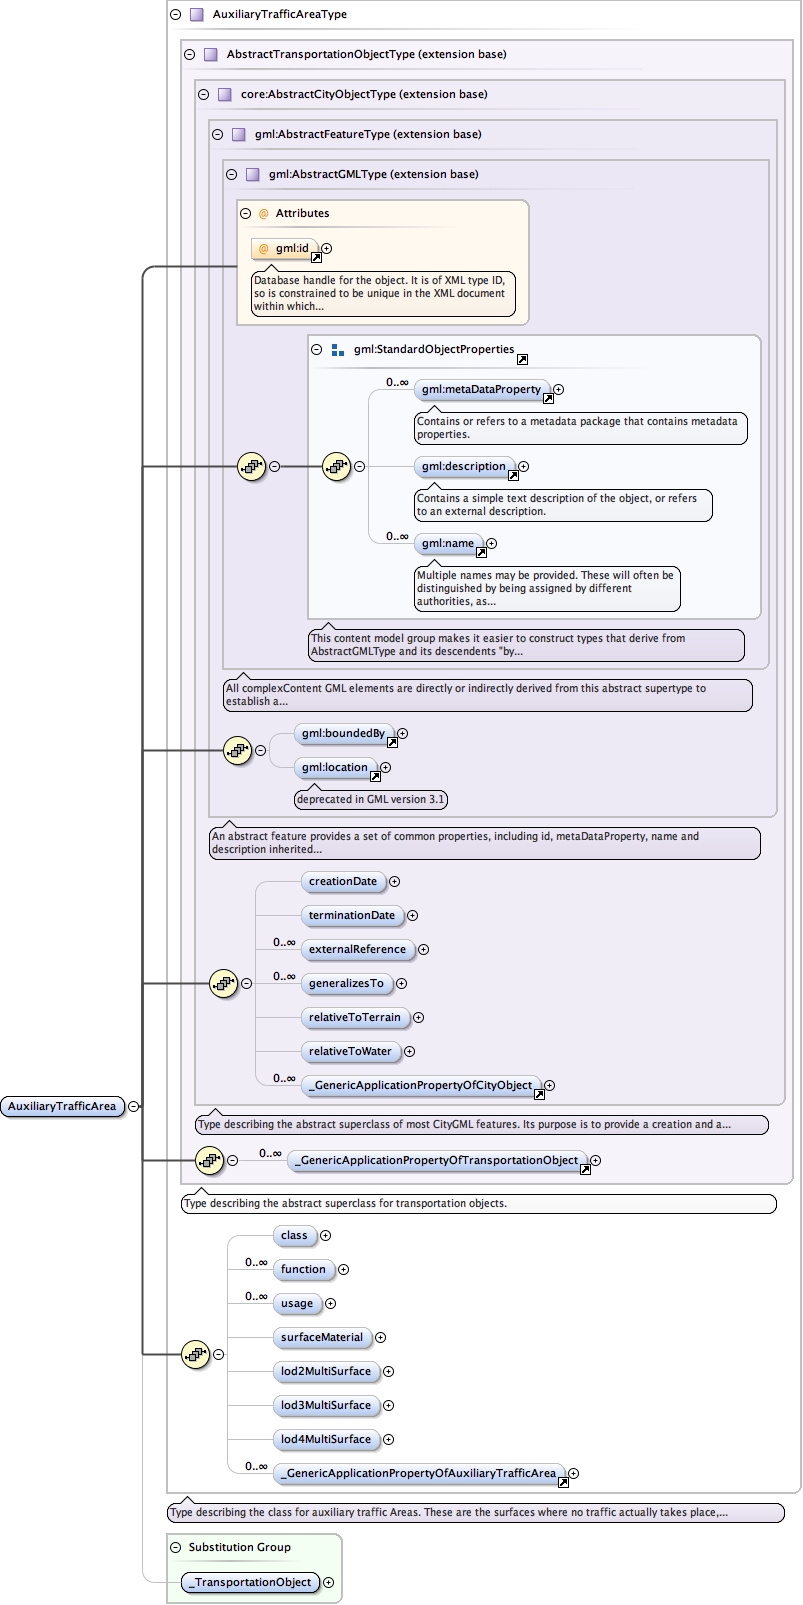 AuxiliaryTrafficAreaType
AbstractTransportationObjectType (extension base)
core:AbstractCityObjectType (extension base)
gml:AbstractFeatureType (extension base)
gml:AbstractGMLType (extension base)
@ Attributes
@ gml:id
Database handle for the object. It is of XML type ID,
so is constrained to be unique in the XML document
within which...
gml:StandardObjectProperties
0..∞
gml:metaDataProperty
Contains or refers to a metadata package that contains metadata
properties.
gml:description
Contains a simple text description of the object, or refers
to an external description.
0..∞
gml:name
Multiple names may be provided. These will often be
distinguished by being assigned by different
authorities, as...
This content model group makes it easier to construct types that derive from
AbstractGMLType and its descendents "by...
All complexContent GML elements are directly or indirectly derived from this abstract supertype to
establish a...
gml:boundedBy
gml:location
deprecated in GML version 3.1
An abstract feature provides a set of common properties, including id, metaDataProperty, name and
description inherited...
creationDate
terminationDate
0..∞
externalReference
0..∞
generalizesTo
relativeToTerrain
relativeToWater
0..∞
_GenericApplicationPropertyOfCityObject
AuxiliaryTrafficArea
Type describing the abstract superclass of most CityGML features. Its purpose is to provide a creation and a...
0..∞
_GenericApplicationPropertyOfTransportationObject
Type describing the abstract superclass for transportation objects.
class
0..∞
function
0..∞
usage
surfaceMaterial
lod2MultiSurface
lod3MultiSurface
lod4MultiSurface
0..∞
_GenericApplicationPropertyOfAuxiliaryTrafficArea
Type describing the class for auxiliary traffic Areas. These are the surfaces where no traffic actually takes place,...
Substitution Group
_TransportationObject